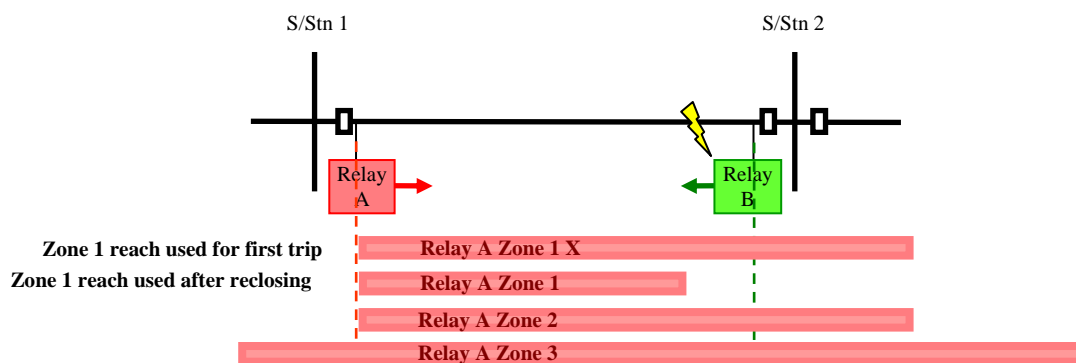 S/Stn 1
S/Stn 2
Relay
A
Relay
B
Zone 1 reach used for first trip
Relay A Zone 1 X
Zone 1 reach used after reclosing
Relay A Zone 1
Relay A Zone 2
Relay A Zone 3